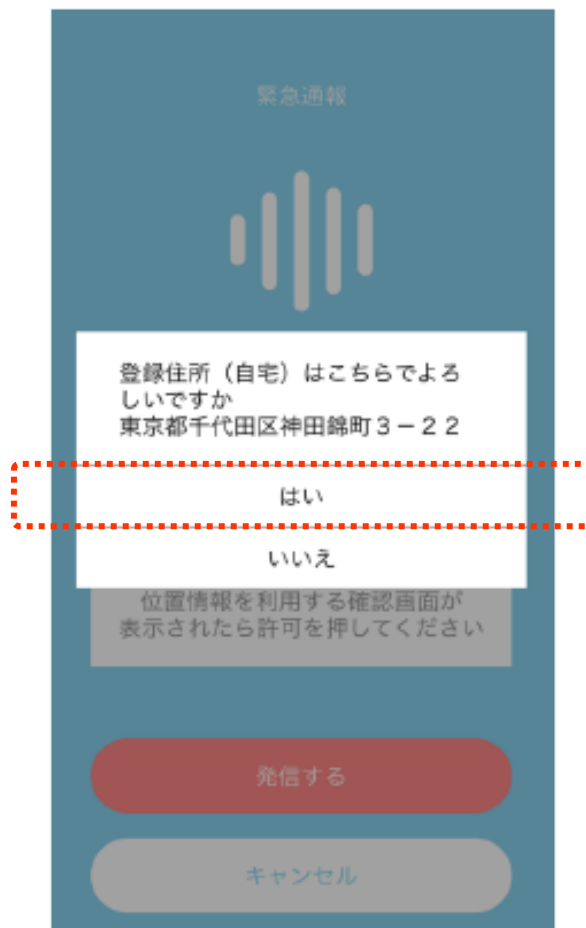 緊急通報
登録住所（自宅）はこちらでよろ
しいですか
東京都千代田区神田錦町３－２２
はい
いいえ
位置情報を利用する確認画面が
表示されたら許可を押してください
発信する
キャンセル